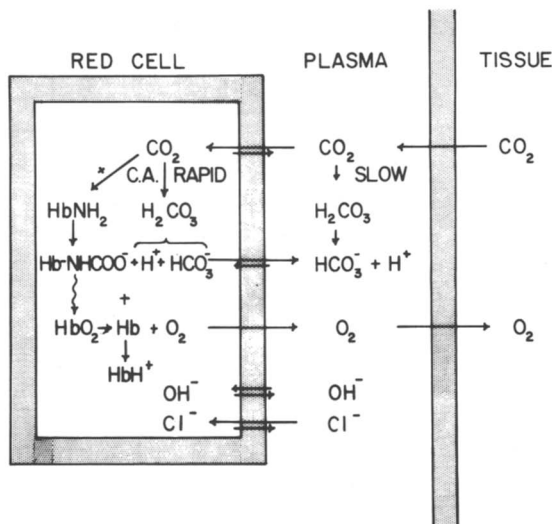 RED CELL PLASMA TISSUE
CO₂ CO₂ CO₂
C.A. RAPID SLOW
HbNH₂ H₂CO₃ H₂CO₃
Hb-NHCOO⁻ + H⁺ + HCO₃⁻ HCO₃⁻ + H⁺
+
HbO₂ → Hb + O₂ O₂ O₂
HbH⁺
OH⁻ OH⁻
Cl⁻ Cl⁻